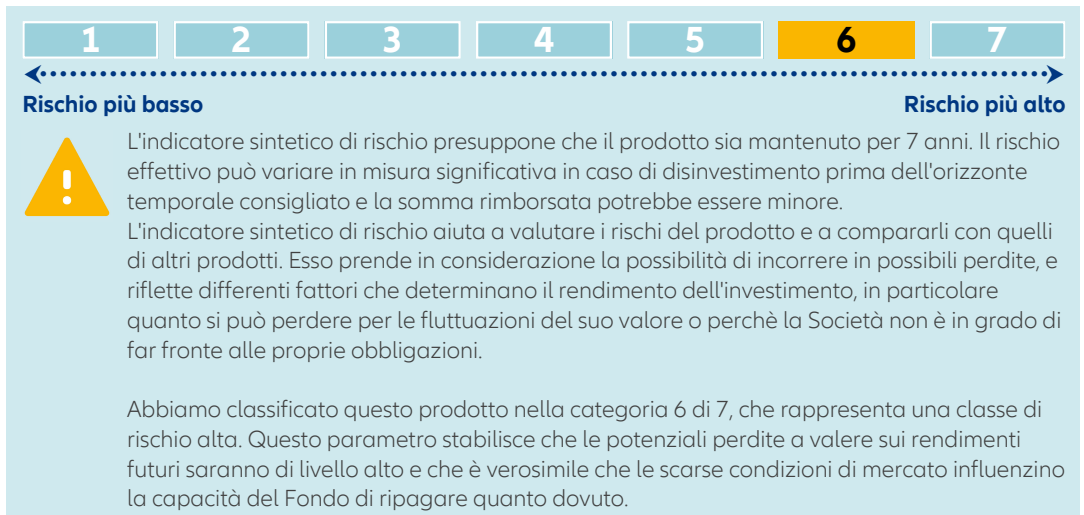 1 2 3 4 5 6 7
Rischio più basso Rischio più alto
L'indicatore sintetico di rischio presuppone che il prodotto sia mantenuto per 7 anni. Il rischio
effettivo può variare in misura significativa in caso di disinvestimento prima dell'orizzonte
temporale consigliato e la somma rimborsata potrebbe essere minore.
L'indicatore sintetico di rischio aiuta a valutare i rischi del prodotto e a compararli con quelli
di altri prodotti. Esso prende in considerazione la possibilità di incorrere in possibili perdite, e
riflette differenti fattori che determinano il rendimento dell'investimento, in particolare
quanto si può perdere per le fluttuazioni del suo valore o perchè la Società non è in grado di
far fronte alle proprie obbligazioni.
Abbiamo classificato questo prodotto nella categoria 6 di 7, che rappresenta una classe di
rischio alta. Questo parametro stabilisce che le potenziali perdite a valere sui rendimenti
futuri saranno di livello alto e che è verosimile che le scarse condizioni di mercato influenzino
la capacità del Fondo di ripagare quanto dovuto.